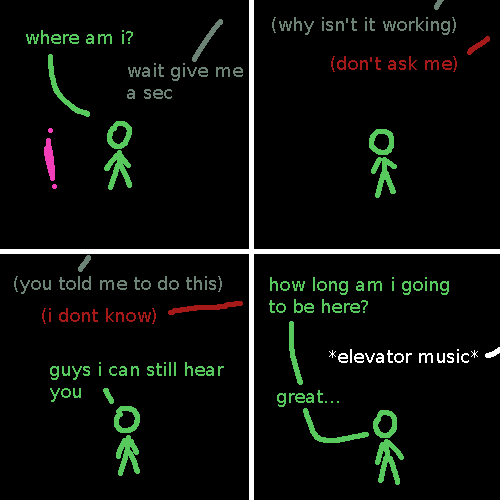 where am i?
wait give me
a sec
(why isn't it working)
(don't ask me)
(you told me to do this)
(i dont know)
guys i can still hear
you
how long am i going
to be here?
*elevator music*
great...